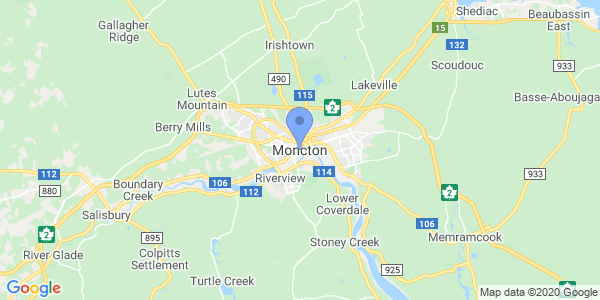 Shediac
Beaubassin
East
Gallagher
Ridge
15
Irishtown
132
933
Scoudouc
490
Lakeville
Lutes
Mountain
115
2
Basse-Aboujaga
Berry Mills
Moncton
112
114
933
880
Boundary
Creek
106
112
Riverview
2
Salisbury
Lower
Coverdale
106
2
895
Memramcook
2
River Glade
Colpitts
Settlement
Stoney Creek
925
Turtle Creek
Google
Map data ©2020 Google